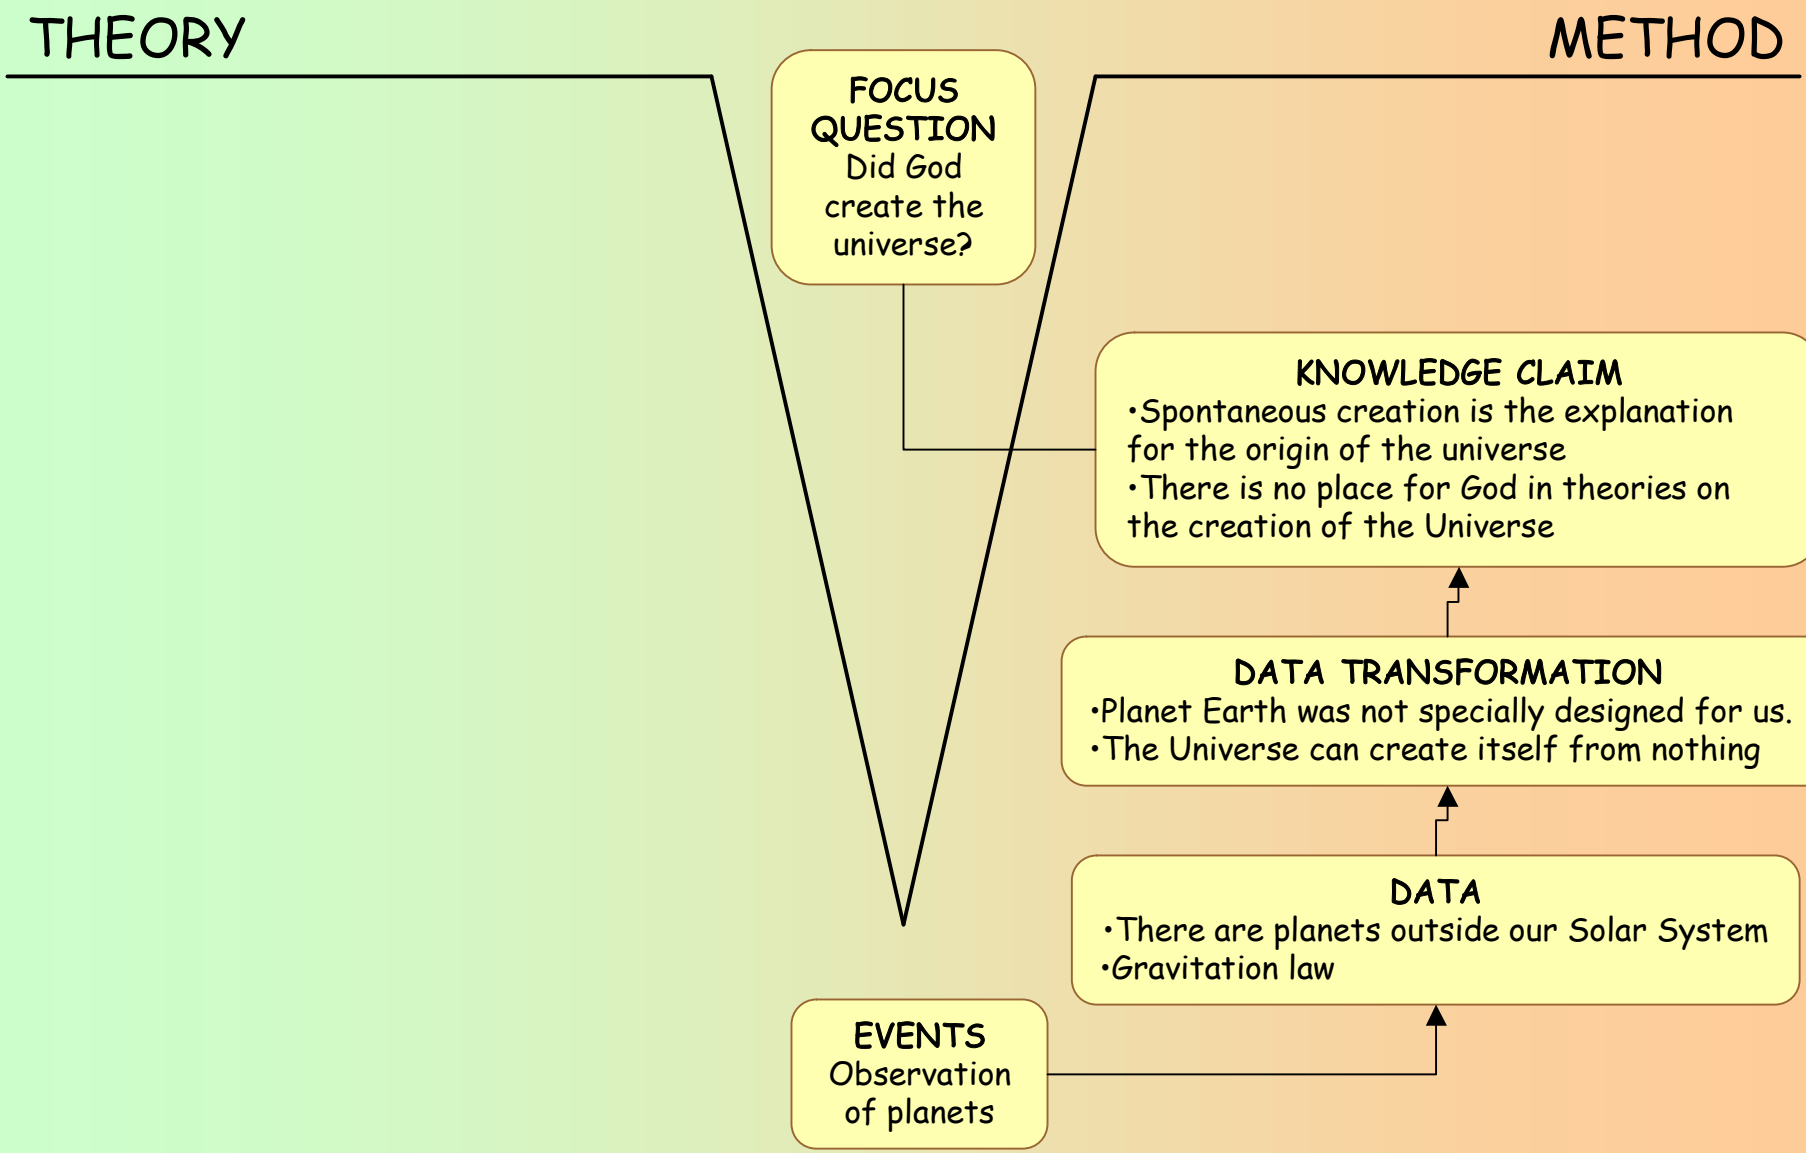 THEORY
METHOD
FOCUS
QUESTION
Did God
create the
universe?
KNOWLEDGE CLAIM
•Spontaneous creation is the explanation
for the origin of the universe
•There is no place for God in theories on
the creation of the Universe
DATA TRANSFORMATION
•Planet Earth was not specially designed for us.
•The Universe can create itself from nothing
DATA
•There are planets outside our Solar System
•Gravitation law
EVENTS
Observation
of planets